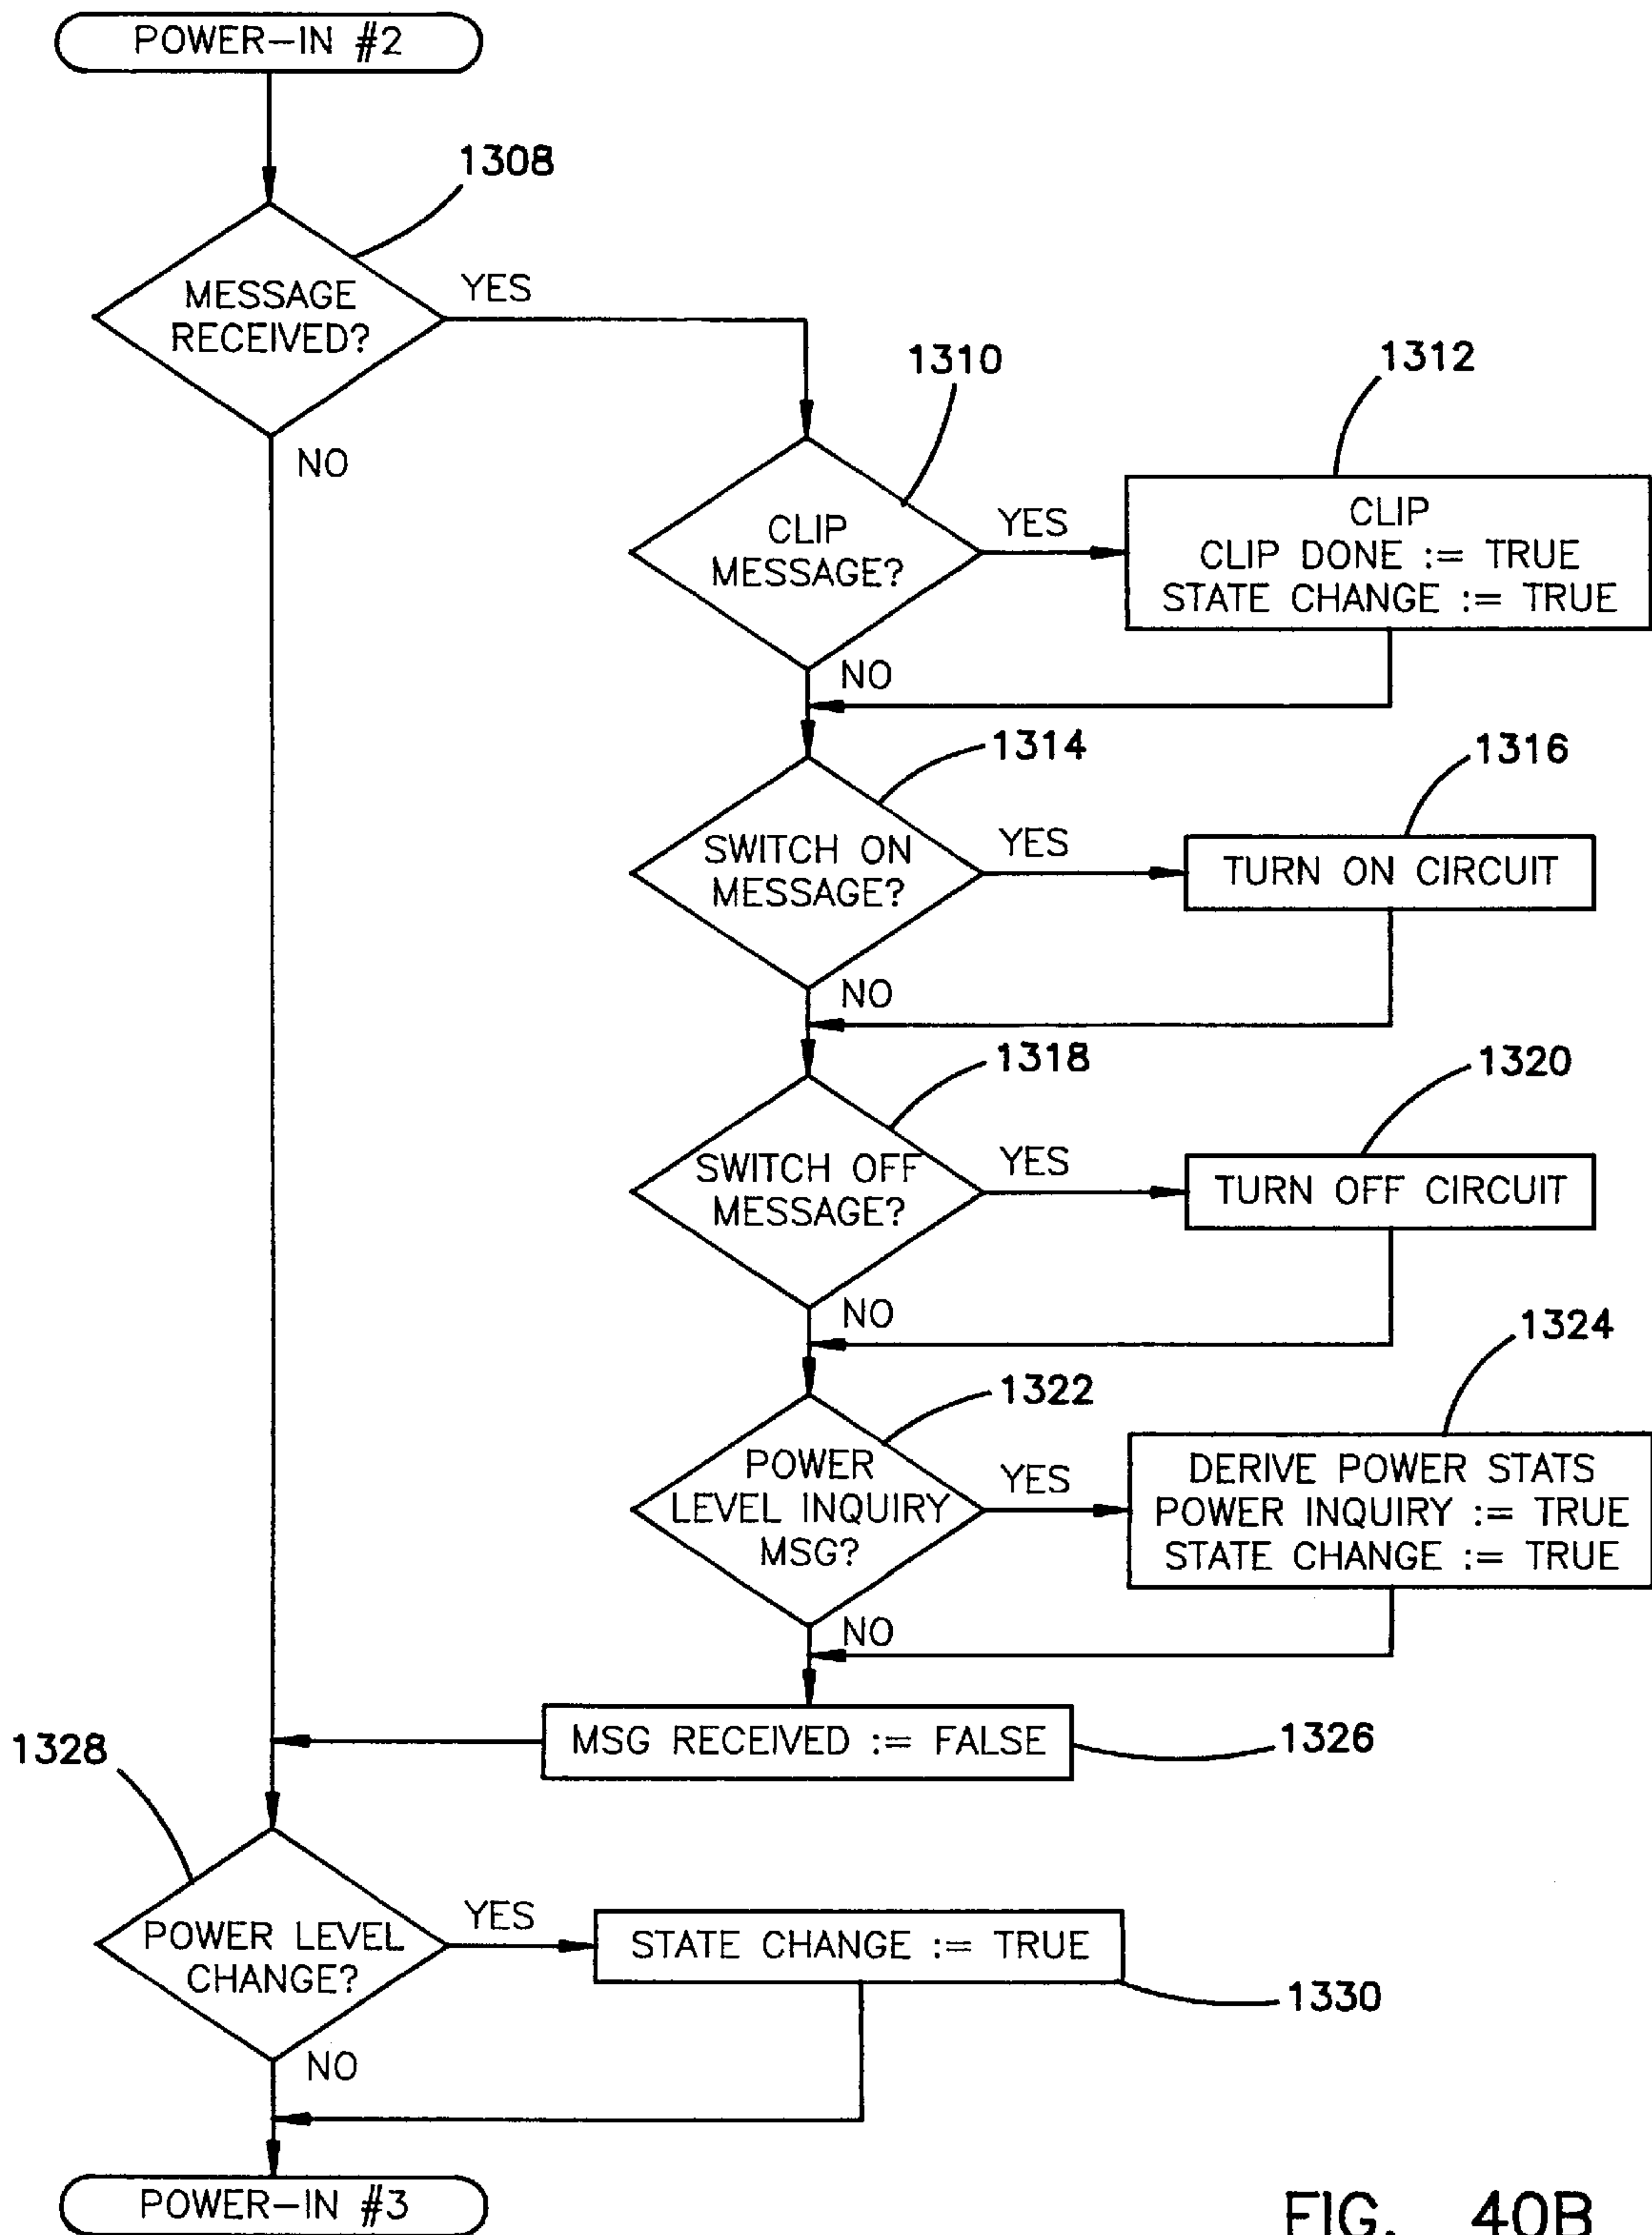 POWER-IN #2
1308
MESSAGE
RECEIVED?
YES
NO
1310
CLIP
MESSAGE?
YES
NO
1312
CLIP
CLIP DONE := TRUE
STATE CHANGE := TRUE
1314
SWITCH ON
MESSAGE?
YES
NO
1316
TURN ON CIRCUIT
1318
SWITCH OFF
MESSAGE?
YES
NO
1320
TURN OFF CIRCUIT
1322
POWER
LEVEL INQUIRY
MSG?
YES
NO
1324
DERIVE POWER STATS
POWER INQUIRY := TRUE
STATE CHANGE := TRUE
MSG RECEIVED := FALSE
1326
1328
POWER LEVEL
CHANGE?
YES
NO
STATE CHANGE := TRUE
1330
POWER-IN #3
FIG. 40B